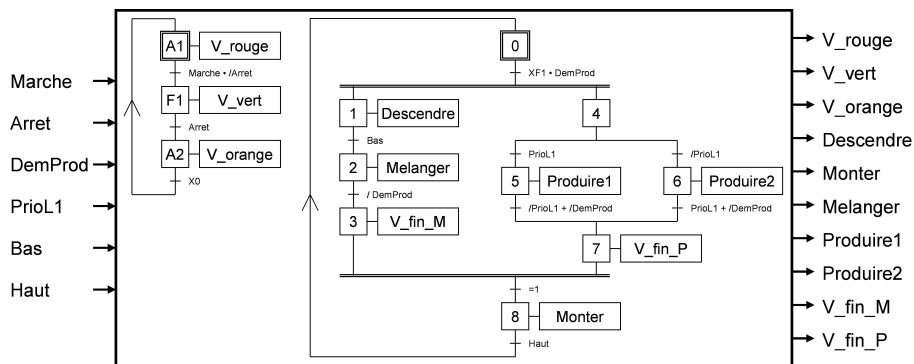 Marche
Arret
DemProd
PrioL1
Bas
Haut
A1 V_rouge
Marche • /Arret
F1 V_vert
Arret
A2 V_orange
X0
0
XF1 • DemProd
1 Descendre
Bas
2 Melanger
/ DemProd
3 V_fin_M
4
PrioL1 /PrioL1
5 Produire1 6 Produire2
/PrioL1 + /DemProd PrioL1 + /DemProd
7 V_fin_P
=1
8 Monter
Haut
V_rouge
V_vert
V_orange
Descendre
Monter
Melanger
Produire1
Produire2
V_fin_M
V_fin_P